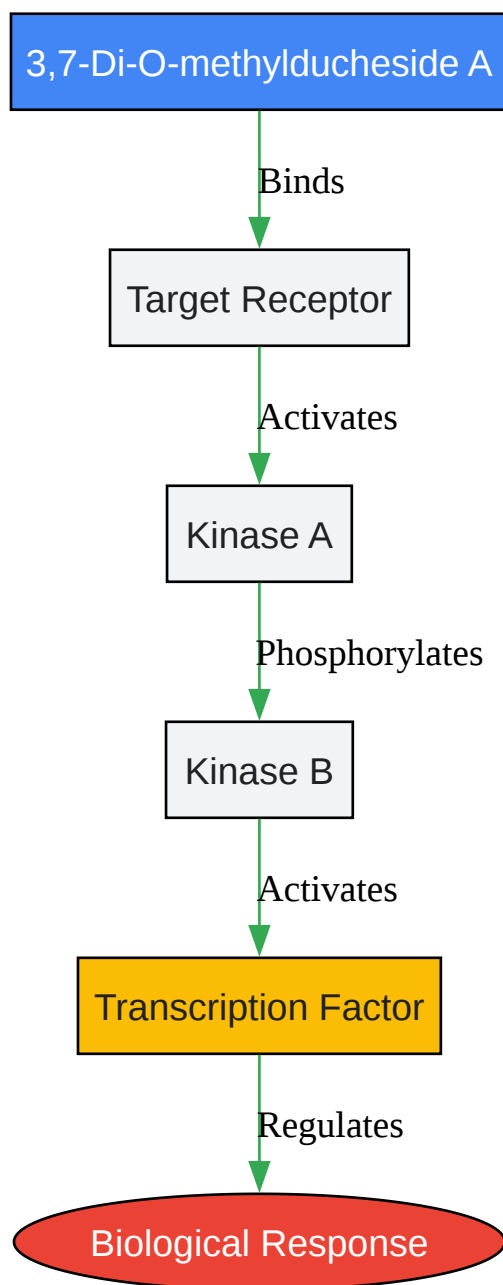 3,7-Di-O-methylducheside A
Binds
Target Receptor
Activates
Kinase A
Phosphorylates
Kinase B
Activates
Transcription Factor
Regulates
Biological Response